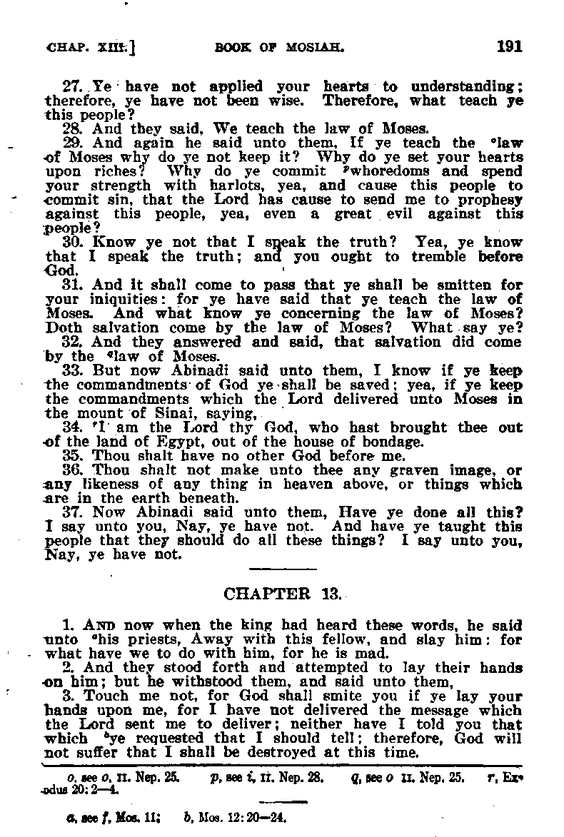 CHAP. XIII.] BOOK OF MOSIAH. 191
27. Ye have not applied your hearts to understanding;
therefore, ye have not been wise. Therefore, what teach ye
this people?
28. And they said, We teach the law of Moses.
29. And again he said unto them, If ye teach the °law
of Moses why do ye not keep it? Why do ye set your hearts
upon riches? Why do ye commit ᵖwhoredoms and spend
your strength with harlots, yea, and cause this people to
commit sin, that the Lord has cause to send me to prophesy
against this people, yea, even a great evil against this
people?
30. Know ye not that I speak the truth? Yea, ye know
that I speak the truth; and you ought to tremble before
God.
31. And it shall come to pass that ye shall be smitten for
your iniquities: for ye have said that ye teach the law of
Moses. And what know ye concerning the law of Moses?
Doth salvation come by the law of Moses? What say ye?
32. And they answered and said, that salvation did come
by the ᑫlaw of Moses.
33. But now Abinadi said unto them, I know if ye keep
the commandments of God ye shall be saved; yea, if ye keep
the commandments which the Lord delivered unto Moses in
the mount of Sinai, saying,
34. ʳI am the Lord thy God, who hast brought thee out
of the land of Egypt, out of the house of bondage.
35. Thou shalt have no other God before me.
36. Thou shalt not make unto thee any graven image, or
any likeness of any thing in heaven above, or things which
are in the earth beneath.
37. Now Abinadi said unto them, Have ye done all this?
I say unto you, Nay, ye have not. And have ye taught this
people that they should do all these things? I say unto you,
Nay, ye have not.
CHAPTER 13.
1. AND now when the king had heard these words, he said
unto ᵃhis priests, Away with this fellow, and slay him: for
what have we to do with him, for he is mad.
2. And they stood forth and attempted to lay their hands
on him; but he withstood them, and said unto them,
3. Touch me not, for God shall smite you if ye lay your
hands upon me, for I have not delivered the message which
the Lord sent me to deliver; neither have I told you that
which ᵇye requested that I should tell; therefore, God will
not suffer that I shall be destroyed at this time.
o, see o, II. Nep. 25. p, see i, II. Nep. 28. q, see o II. Nep. 25. r, Ex-
odus 20: 2—4.
a, see f, Mos. 11; b, Mos. 12: 20—24.